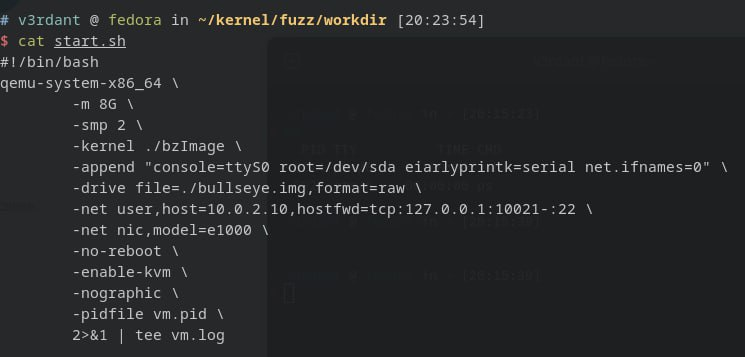 # v3rdant @ fedora in ~/kernel/fuzz/workdir [20:23:54]
$ cat start.sh
#!/bin/bash
qemu-system-x86_64 \
-m 8G \
-smp 2 \
-kernel ./bzImage \
-append "console=ttyS0 root=/dev/sda eiarlyprintk=serial net.ifnames=0" \
-drive file=./bullseye.img,format=raw \
-net user,host=10.0.2.10,hostfwd=tcp:127.0.0.1:10021-:22 \
-net nic,model=e1000 \
-no-reboot \
-enable-kvm \
-nographic \
-pidfile vm.pid \
2>&1 | tee vm.log